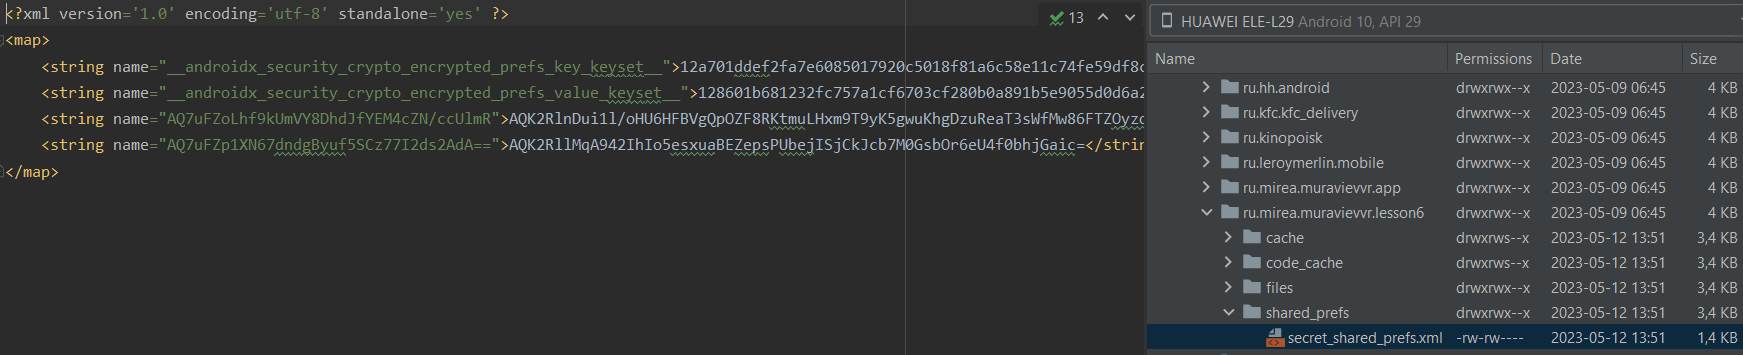 <?xml version='1.0' encoding='utf-8' standalone='yes' ?>
<map>
<string name="__androidx_security_crypto_encrypted_prefs_key_keyset__">12a701ddef2fa7e6085017920c5018f81a6c58e11c74fe59df8c
<string name="__androidx_security_crypto_encrypted_prefs_value_keyset__">128601b681232fc757a1cf6703cf280b0a891b5e9055d0d6a2
<string name="AQ7uFZoLhf9kUmVY8DhdJfYEM4cZN/ccUlmR">AQK2RlnDui1l/oHU6HFBVgQpOZF8RKtmuLHxm9T9yK5gwuKhgDzuReaT3sWfMw86FTZOyzc
<string name="AQ7uFZp1XN67dndgByuf5SCz77I2ds2AdA==">AQK2RllMqA942IhIo5esxuaBEZepsPUbejISjCkJcb7M0GsbOr6eU4f0bhjGaic=</strin
</map>
13
HUAWEI ELE-L29 Android 10, API 29
Name Permissions Date Size
ru.hh.android drwxrwx--x 2023-05-09 06:45 4 KB
ru.kfc.kfc_delivery drwxrwx--x 2023-05-09 06:45 4 KB
ru.kinopoisk drwxrwx--x 2023-05-09 06:45 4 KB
ru.leroymerlin.mobile drwxrwx--x 2023-05-09 06:45 4 KB
ru.mirea.muravievvr.app drwxrwx--x 2023-05-09 06:45 4 KB
ru.mirea.muravievvr.lesson6 drwxrwx--x 2023-05-09 06:45 4 KB
cache drwxrws--x 2023-05-12 13:51 3,4 KB
code_cache drwxrws--x 2023-05-12 13:51 3,4 KB
files drwxrwx--x 2023-05-12 13:51 3,4 KB
shared_prefs drwxrwx--x 2023-05-12 13:51 3,4 KB
secret_shared_prefs.xml -rw-rw---- 2023-05-12 13:51 1,4 KB